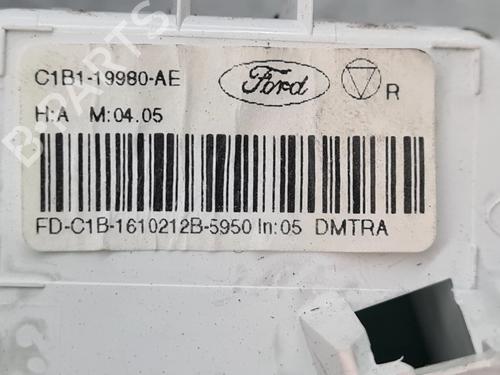 C1B1-19980-AE
Ford
R
H:A M:04.05
FD-C1B-1610212B-5950 In:05 DMTRA
B-PARTS